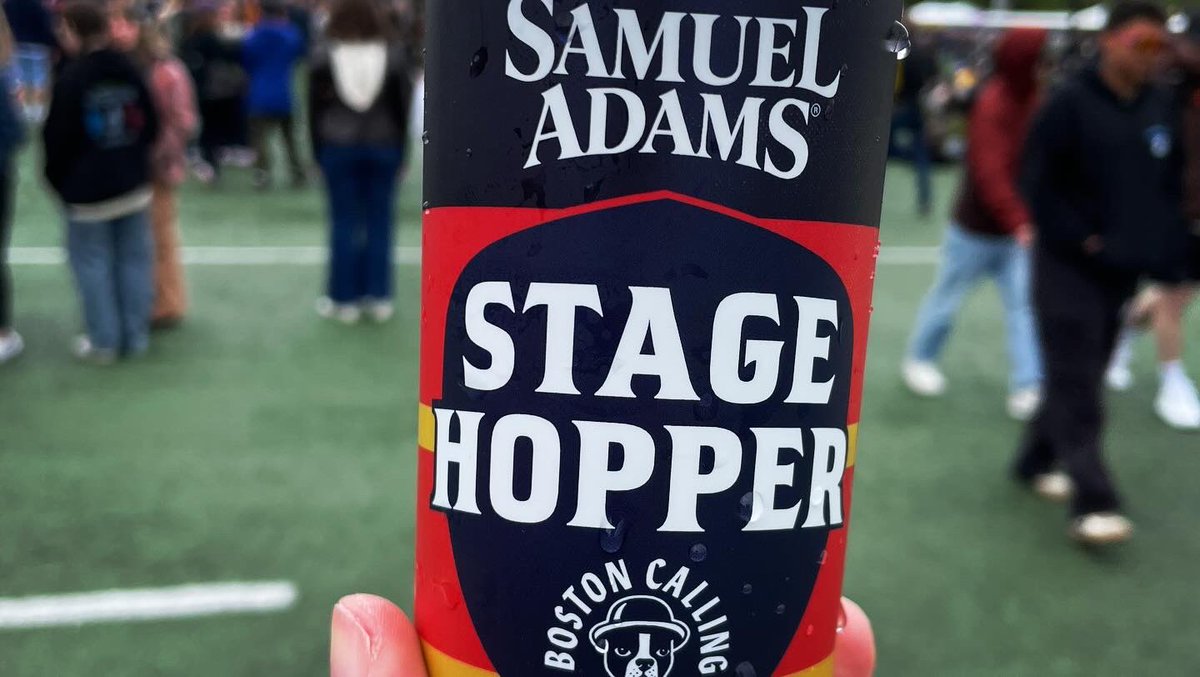 SAMUEL
ADAMS®
STAGE
HOPPER
BOSTON CALLING